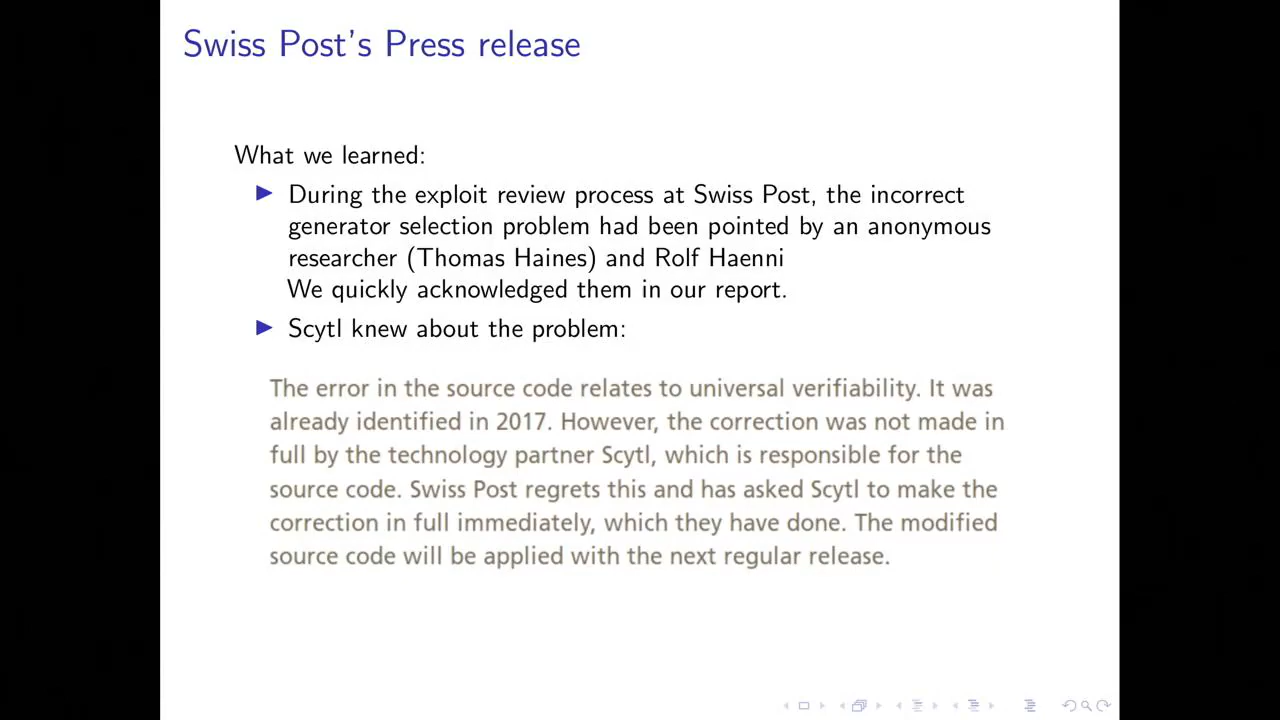 Swiss Post's Press release
What we learned:
During the exploit review process at Swiss Post, the incorrect
generator selection problem had been pointed by an anonymous
researcher (Thomas Haines) and Rolf Haenni
We quickly acknowledged them in our report.
Scytl knew about the problem:
The error in the source code relates to universal verifiability. It was
already identified in 2017. However, the correction was not made in
full by the technology partner Scytl, which is responsible for the
source code. Swiss Post regrets this and has asked Scytl to make the
correction in full immediately, which they have done. The modified
source code will be applied with the next regular release.